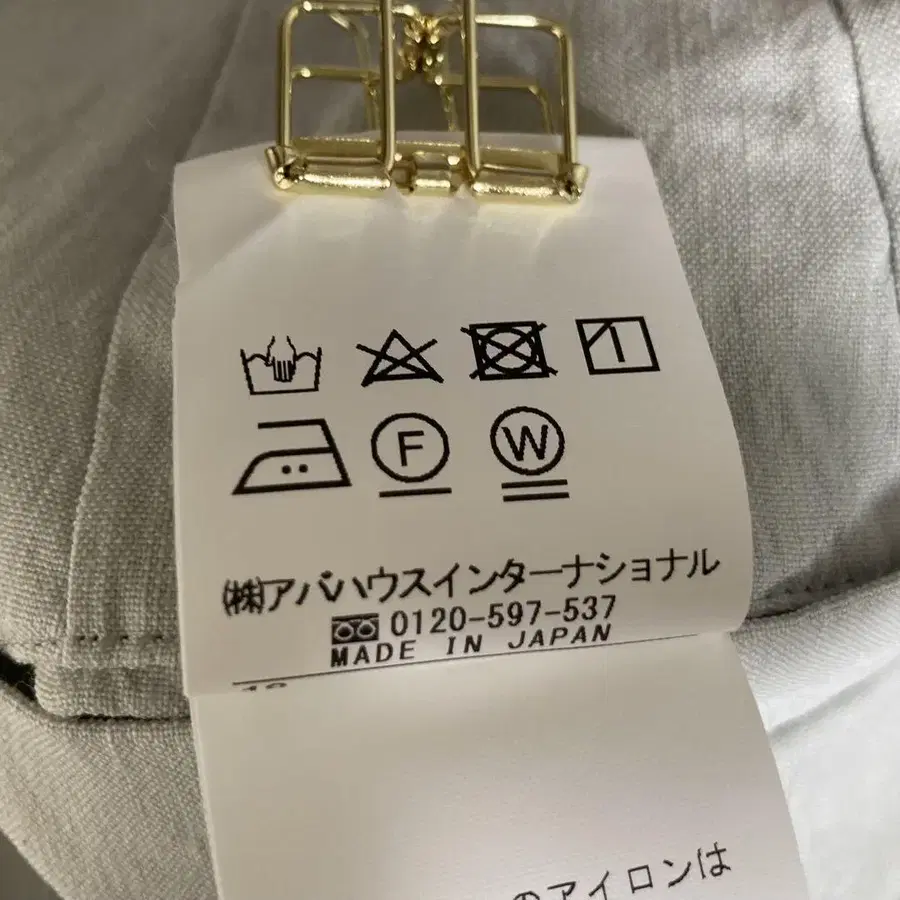 F W
(株)アバハウスインターナショナル
0120-597-537
MADE IN JAPAN
のアイロンは